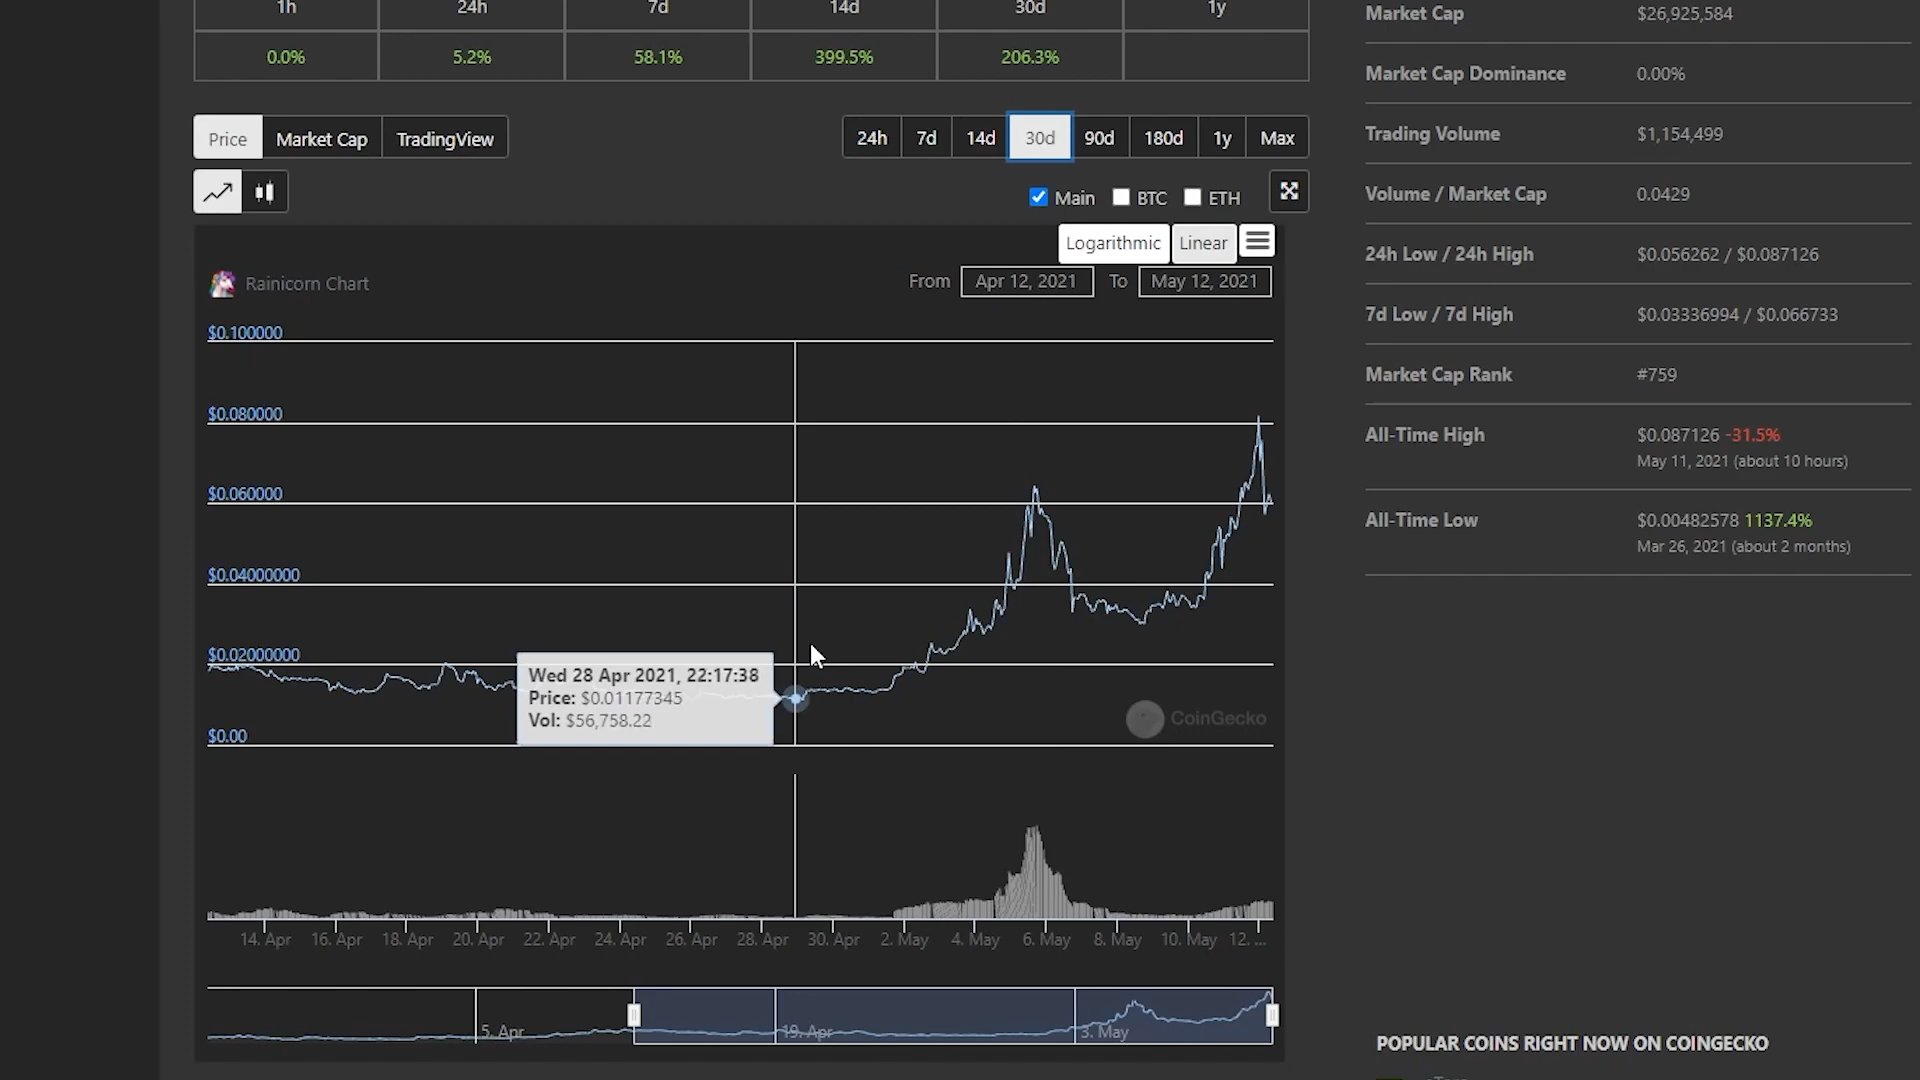 1h 24h 7d 14d 30d 1y
0.0% 5.2% 58.1% 399.5% 206.3%
Price Market Cap TradingView
24h 7d 14d 30d 90d 180d 1y Max
Main BTC ETH
Logarithmic Linear
Rainicorn Chart
From Apr 12, 2021 To May 12, 2021
$0.100000
$0.080000
$0.060000
$0.04000000
$0.02000000
$0.00
Wed 28 Apr 2021, 22:17:38
Price: $0.01177345
Vol: $56,758.22
CoinGecko
14. Apr 16. Apr 18. Apr 20. Apr 22. Apr 24. Apr 26. Apr 28. Apr 30. Apr 2. May 4. May 6. May 8. May 10. May 12. ...
5. Apr 19. Apr 3. May
Market Cap $26,925,584
Market Cap Dominance 0.00%
Trading Volume $1,154,499
Volume / Market Cap 0.0429
24h Low / 24h High $0.056262 / $0.087126
7d Low / 7d High $0.03336994 / $0.066733
Market Cap Rank #759
All-Time High $0.087126 -31.5%
May 11, 2021 (about 10 hours)
All-Time Low $0.00482578 1137.4%
Mar 26, 2021 (about 2 months)
POPULAR COINS RIGHT NOW ON COINGECKO